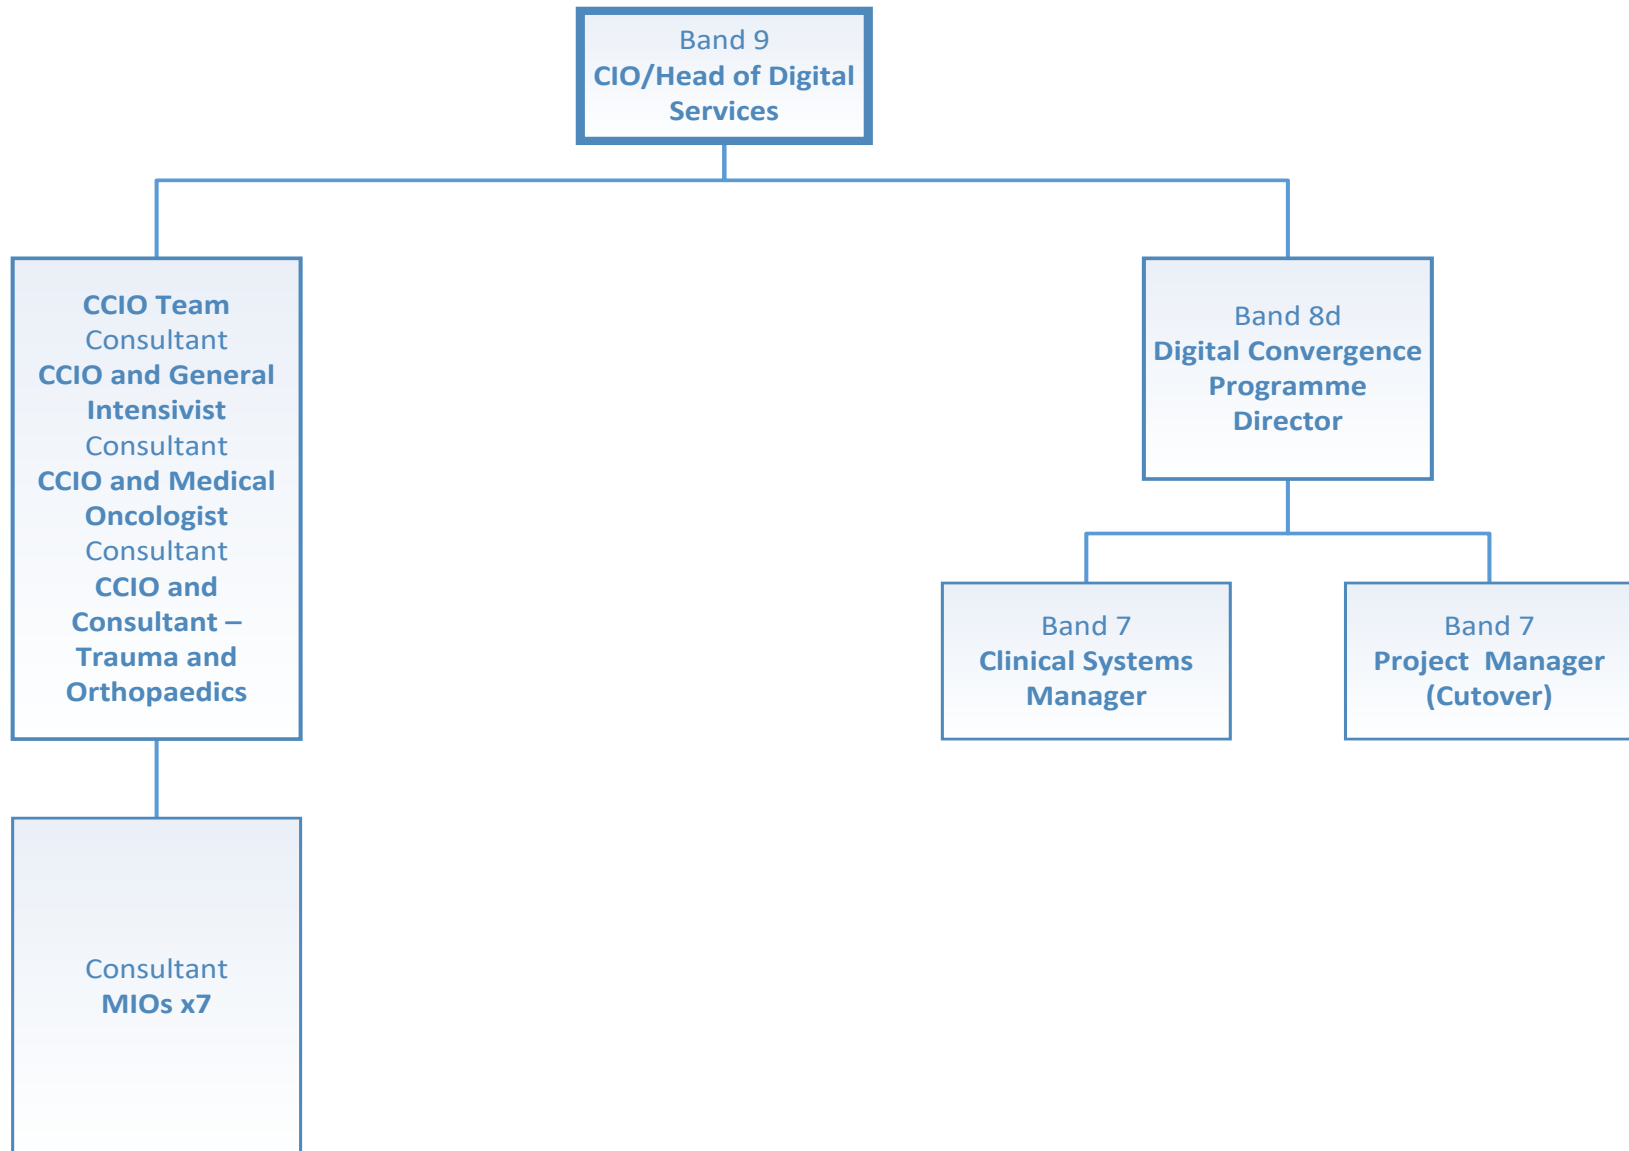 Band 9
CIO/Head of Digital
Services
CCIO Team
Consultant
CCIO and General
Intensivist
Consultant
CCIO and Medical
Oncologist
Consultant
CCIO and
Consultant –
Trauma and
Orthopaedics
Band 8d
Digital Convergence
Programme
Director
Band 7
Clinical Systems
Manager
Band 7
Project  Manager
(Cutover)
Consultant
MIOs x7